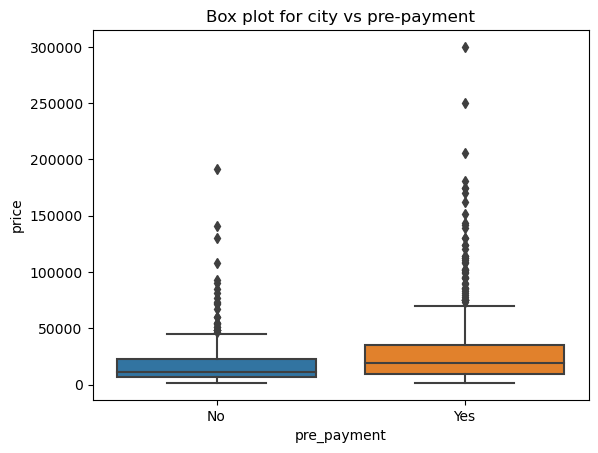 Box plot for city vs pre-payment
300000
250000
200000
150000
100000
50000
0
price
No
Yes
pre_payment